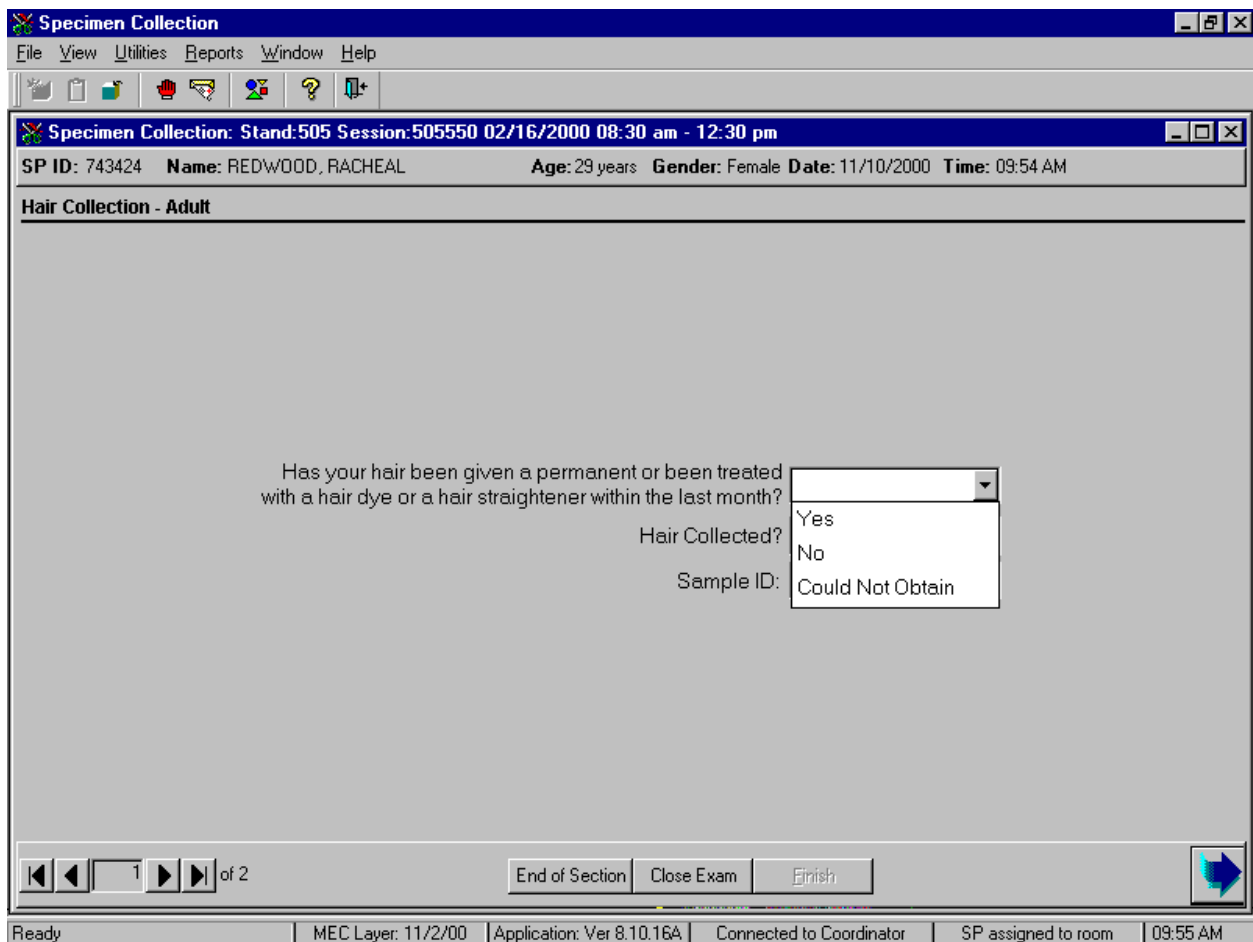 Specimen Collection
File View Utilities Reports Window Help
Specimen Collection: Stand:505 Session:505550 02/16/2000 08:30 am - 12:30 pm
SP ID: 743424 Name: REDWOOD, RACHEAL Age: 29 years Gender: Female Date: 11/10/2000 Time: 09:54 AM
Hair Collection - Adult
Has your hair been given a permanent or been treated
with a hair dye or a hair straightener within the last month?
Yes
Hair Collected?
No
Sample ID:
Could Not Obtain
1 of 2 End of Section Close Exam Finish
Ready MEC Layer: 11/2/00 Application: Ver 8.10.16A Connected to Coordinator SP assigned to room 09:55 AM